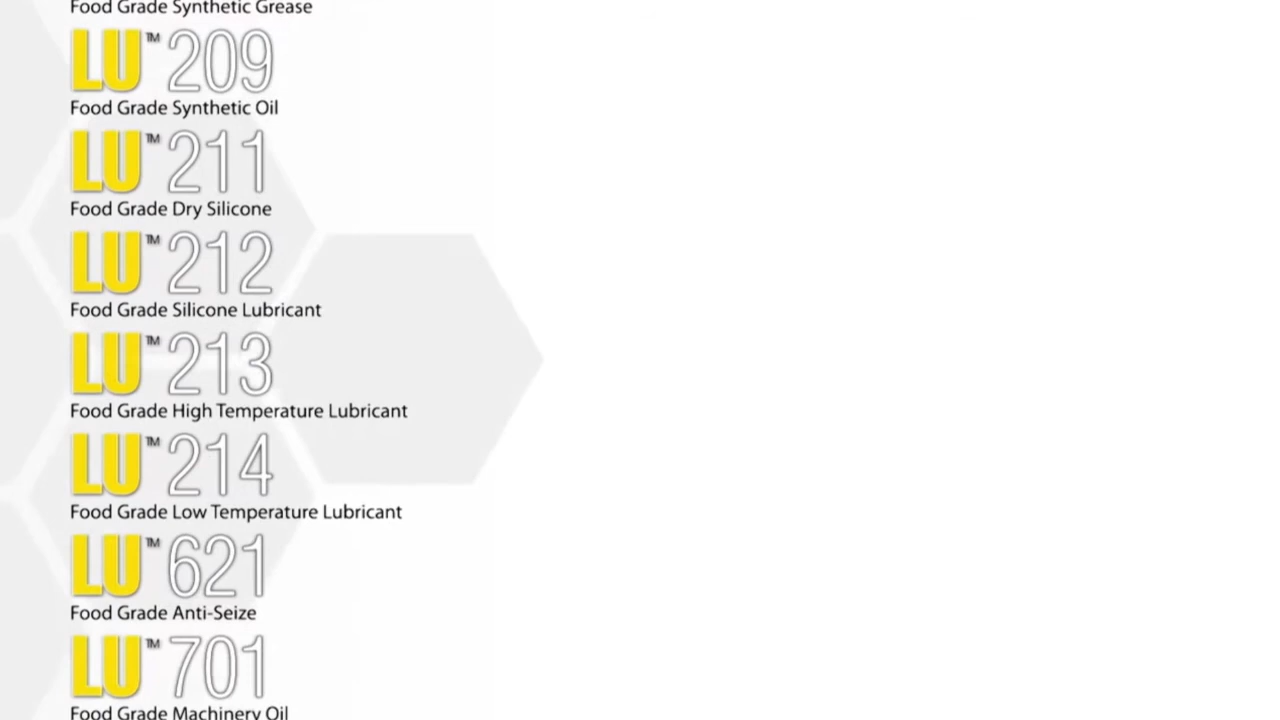 Food Grade Synthetic Grease
LU™ 209
Food Grade Synthetic Oil
LU™ 211
Food Grade Dry Silicone
LU™ 212
Food Grade Silicone Lubricant
LU™ 213
Food Grade High Temperature Lubricant
LU™ 214
Food Grade Low Temperature Lubricant
LU™ 621
Food Grade Anti-Seize
LU™ 701
Food Grade Machinery Oil